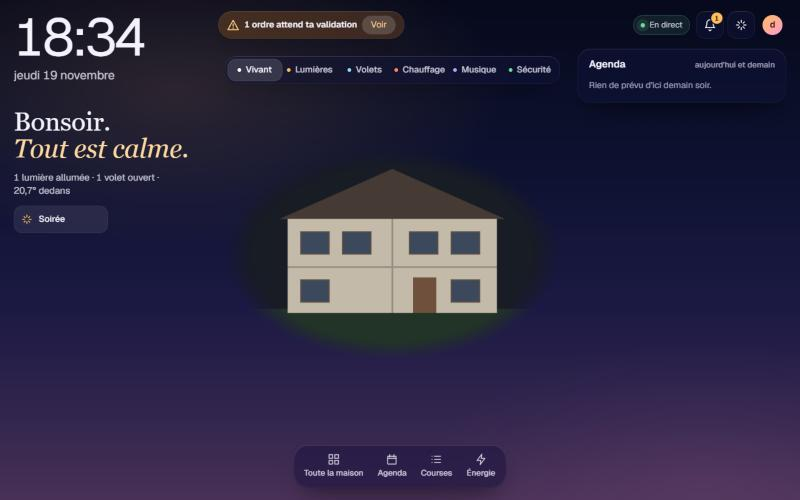 18:34
jeudi 19 novembre
1 ordre attend ta validation Voir
En direct
1
d
Vivant Lumières Volets Chauffage Musique Sécurité
Agenda aujourd'hui et demain
Rien de prévu d'ici demain soir.
Bonsoir.
Tout est calme.
1 lumière allumée · 1 volet ouvert ·
20,7° dedans
Soirée
Toute la maison Agenda Courses Énergie